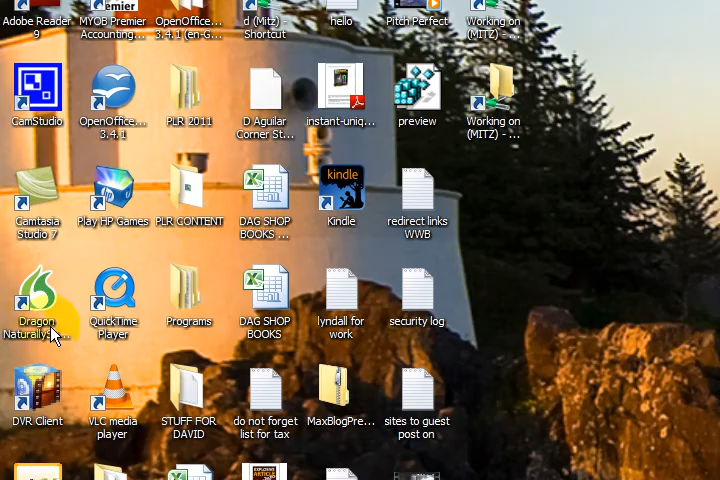 Adobe Reader
9
MYOB Premier
Accounting...
OpenOffice...
3.4.1 (en-G...
d (Mitz) -
Shortcut
hello
Pitch Perfect
Working on
(MITZ) - ...
CamStudio
OpenOffice...
3.4.1
PLR 2011
D Aguilar
Corner St...
instant-uniq...
preview
Working on
(MITZ) - ...
Camtasia
Studio 7
Play HP Games
PLR CONTENT
DAG SHOP
BOOKS ...
kindle
Kindle
redirect links
WWB
Dragon
NaturallyS...
QuickTime
Player
Programs
DAG SHOP
BOOKS
lyndall for
work
security log
DVR Client
VLC media
player
STUFF FOR
DAVID
do not forget
list for tax
MaxBlogPre...
sites to guest
post on